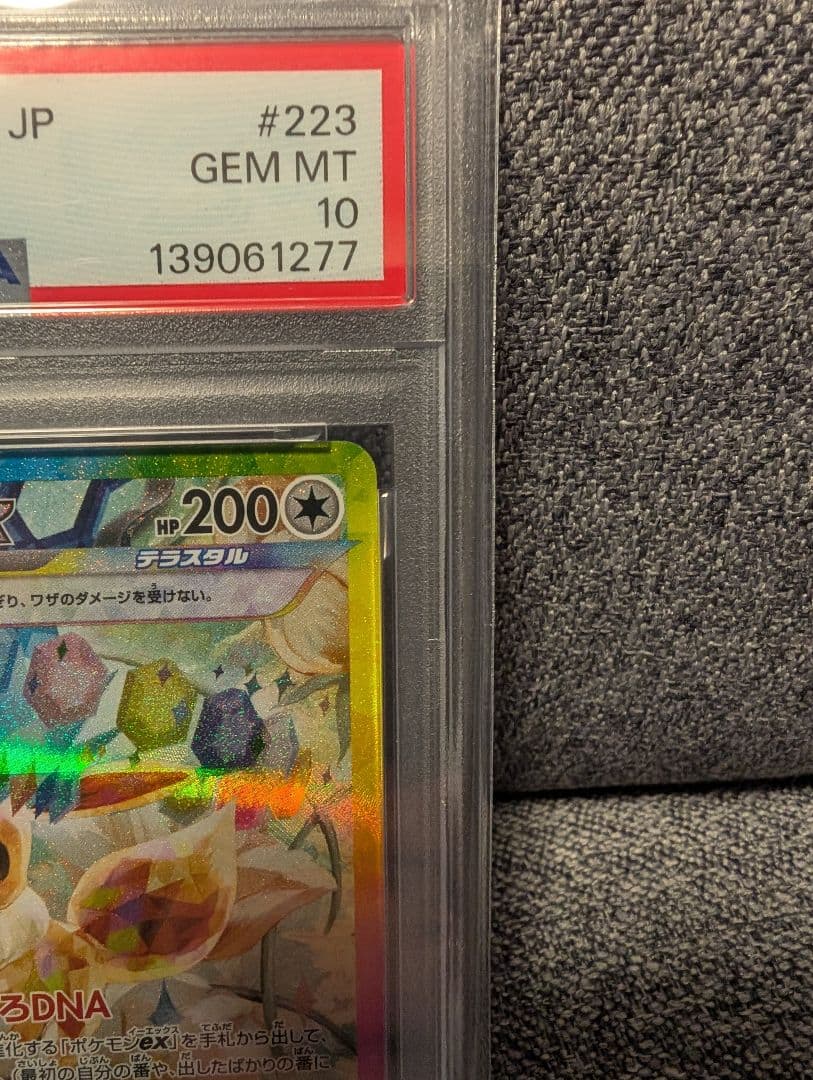 JP #223
GEM MT
10
139061277
HP200
テラスタル
り、ワザのダメージを受けない。
ろDNA
化する「ポケモンex」を手札から出して、
(最初の自分の番や、出したばかりの番に